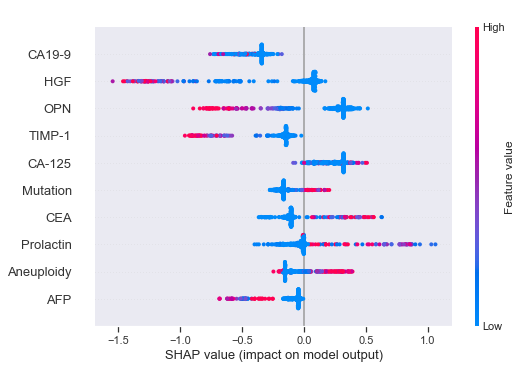 High
CA19-9
HGF
OPN
TIMP-1
CA-125
Mutation
CEA
Prolactin
Aneuploidy
AFP
Feature value
Low
−1.5 −1.0 −0.5 0.0 0.5 1.0
SHAP value (impact on model output)